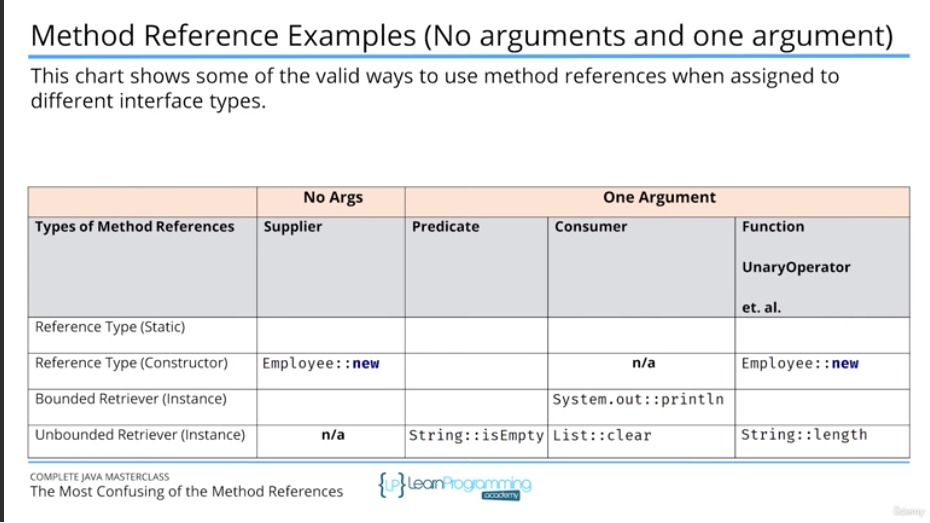 Method Reference Examples (No arguments and one argument)
This chart shows some of the valid ways to use method references when assigned to
different interface types.
No Args One Argument
Types of Method References Supplier Predicate Consumer Function
UnaryOperator
et. al.
Reference Type (Static)
Reference Type (Constructor) Employee::new n/a Employee::new
Bounded Retriever (Instance) System.out::println
Unbounded Retriever (Instance) n/a String::isEmpty List::clear String::length
COMPLETE JAVA MASTERCLASS
The Most Confusing of the Method References
{LP} LearnProgramming
academy
Udemy